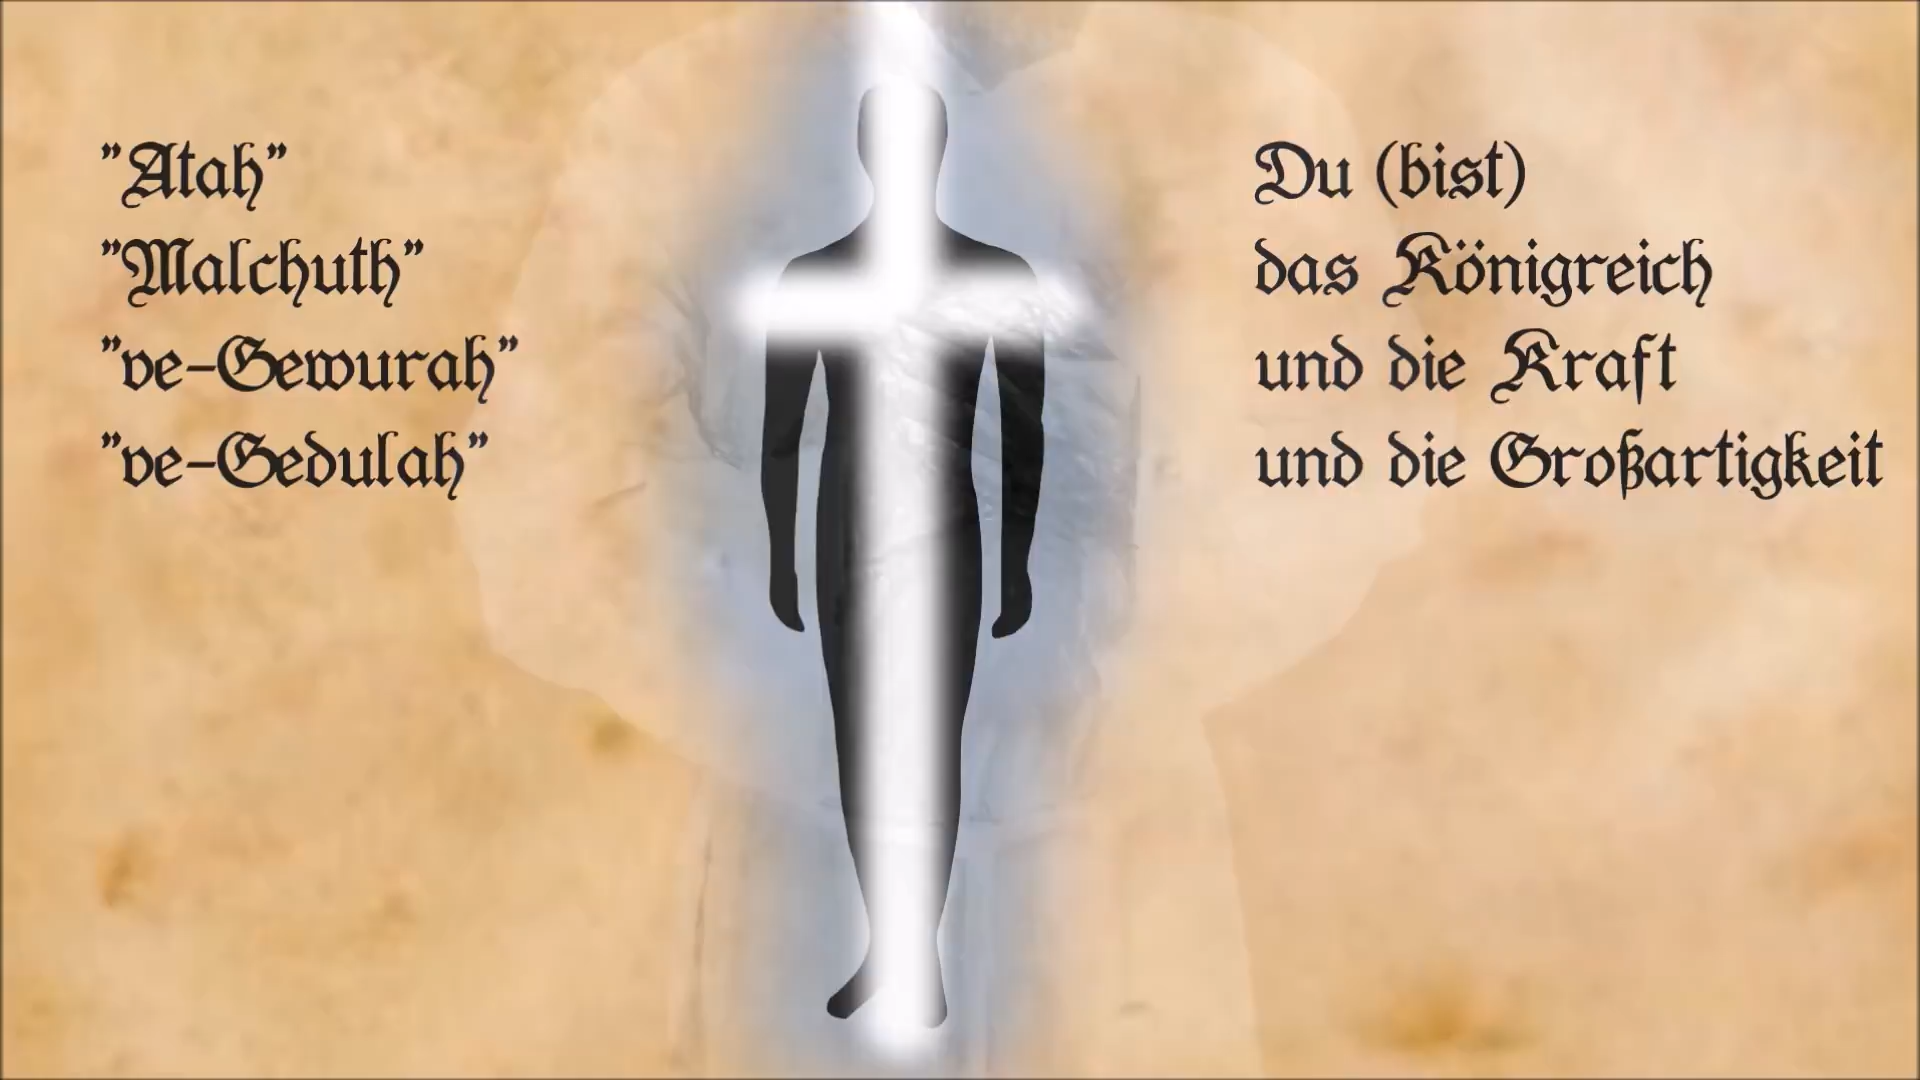 "Atah"
"Malchuth"
"ve-Gewurah"
"ve-Gedulah"
Du (bist)
das Königreich
und die Kraft
und die Großartigkeit